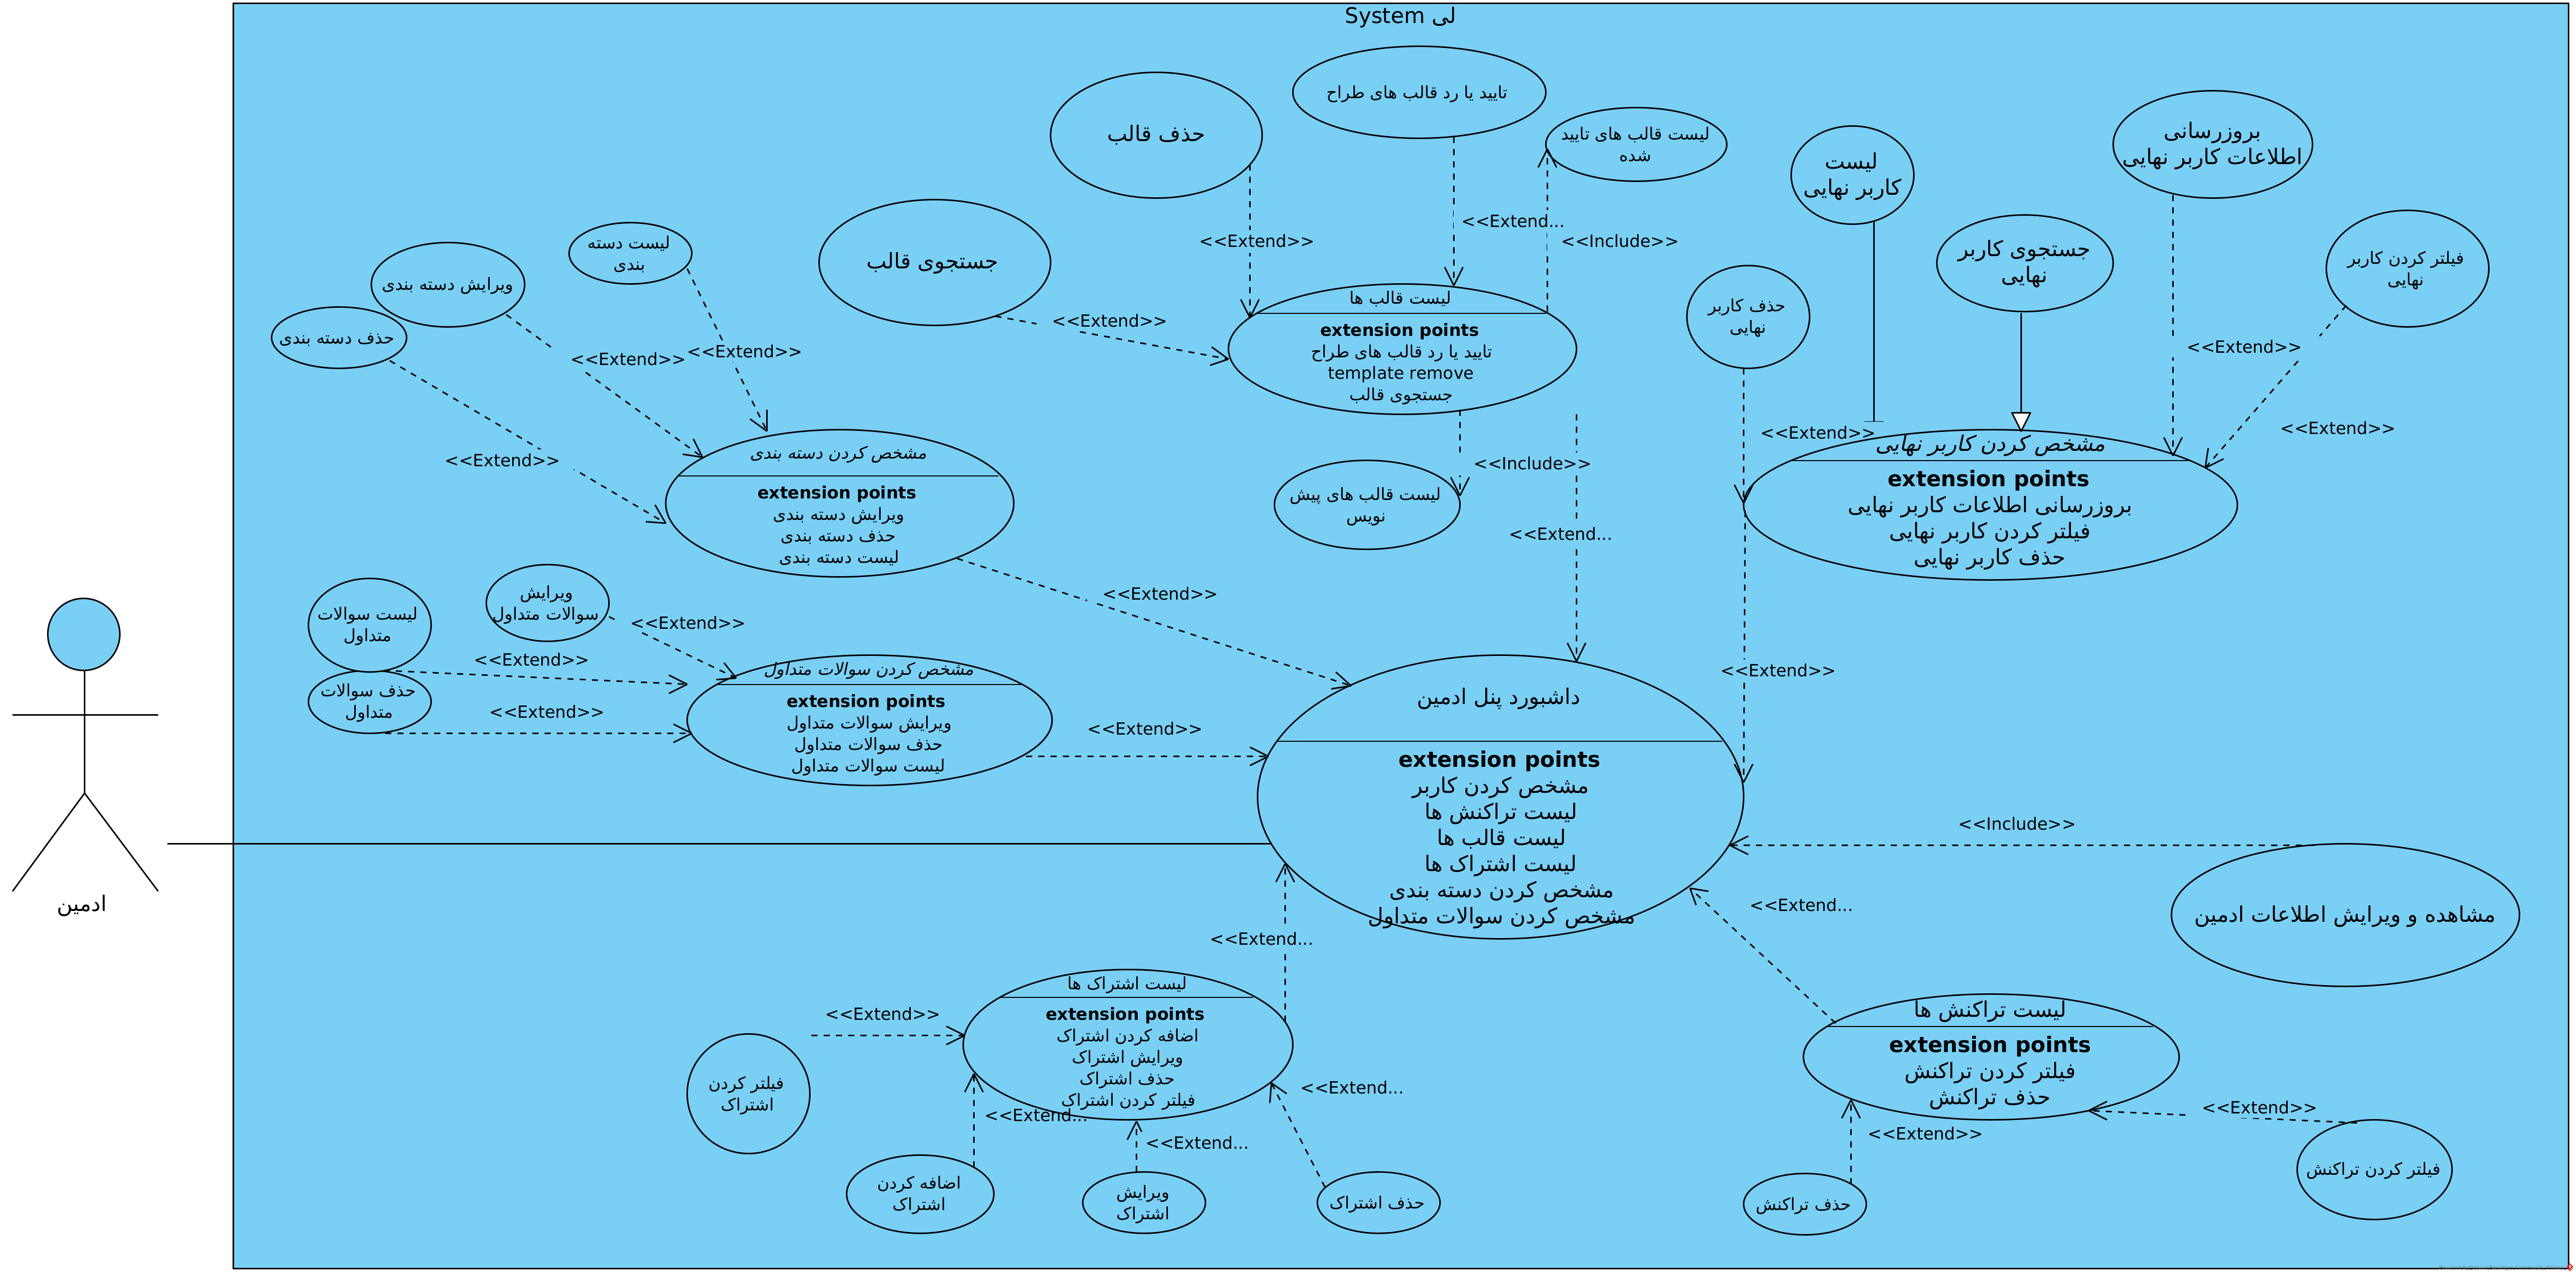 System لی
تایید یا رد قالب های طراح
حذف قالب
لیست قالب های تایید
شده
لیست
کاربر نهایی
بروزرسانی
اطلاعات کاربر نهایی
جستجوی کاربر
نهایی
فیلتر کردن کاربر
نهایی
حذف کاربر
نهایی
جستجوی قالب
لیست دسته
بندی
ویرایش دسته بندی
حذف دسته بندی
<<Extend>>
<<Extend...
<<Include>>
<<Extend>>
<<Extend>>
<<Extend>>
<<Extend>>
<<Extend>>
<<Extend>>
<<Extend>>
لیست قالب ها
extension points
تایید یا رد قالب های طراح
template remove
جستجوی قالب
مشخص کردن کاربر نهایی
extension points
بروزرسانی اطلاعات کاربر نهایی
فیلتر کردن کاربر نهایی
حذف کاربر نهایی
<<Extend>>
مشخص کردن دسته بندی
extension points
ویرایش دسته بندی
حذف دسته بندی
لیست دسته بندی
<<Include>>
لیست قالب های پیش
نویس
<<Extend...
<<Extend>>
<<Extend>>
لیست سوالات
متداول
ویرایش
سوالات متداول
حذف سوالات
متداول
<<Extend>>
<<Extend>>
<<Extend>>
<<Extend>>
مشخص کردن سوالات متداول
extension points
ویرایش سوالات متداول
حذف سوالات متداول
لیست سوالات متداول
داشبورد پنل ادمین
extension points
مشخص کردن کاربر
لیست تراکنش ها
لیست قالب ها
لیست اشتراک ها
مشخص کردن دسته بندی
مشخص کردن سوالات متداول
ادمین
<<Include>>
مشاهده و ویرایش اطلاعات ادمین
<<Extend...
<<Extend...
لیست اشتراک ها
extension points
اضافه کردن اشتراک
ویرایش اشتراک
حذف اشتراک
فیلتر کردن اشتراک
<<Extend>>
<<Extend...
<<Extend...
<<Extend...
فیلتر کردن
اشتراک
اضافه کردن
اشتراک
ویرایش
اشتراک
حذف اشتراک
لیست تراکنش ها
extension points
فیلتر کردن تراکنش
حذف تراکنش
<<Extend>>
<<Extend>>
حذف تراکنش
فیلتر کردن تراکنش